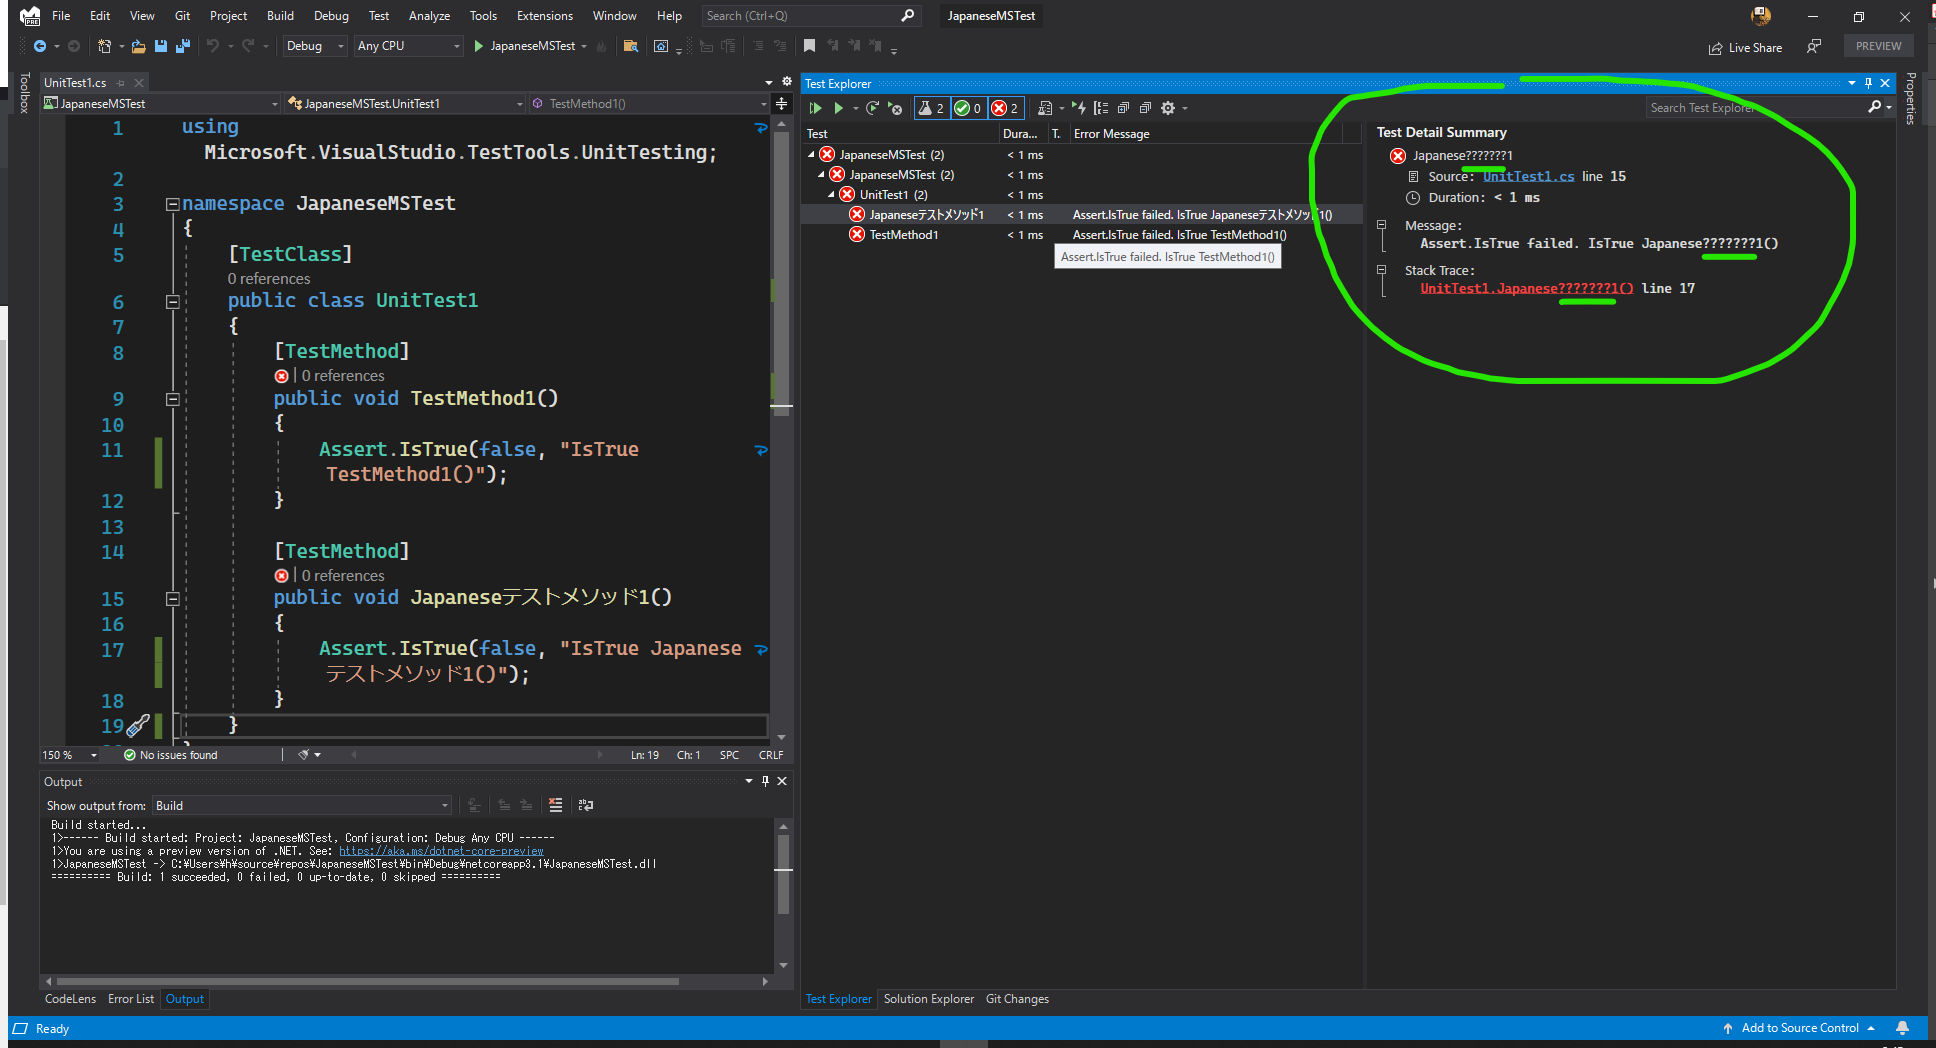 File Edit View Git Project Build Debug Test Analyze Tools Extensions Window Help Search (Ctrl+Q) JapaneseMSTest
PRE
Debug Any CPU JapaneseMSTest Live Share PREVIEW
Toolbox
UnitTest1.cs
JapaneseMSTest JapaneseMSTest.UnitTest1 TestMethod1()
1 using
Microsoft.VisualStudio.TestTools.UnitTesting;
2
3 namespace JapaneseMSTest
4 {
5 [TestClass]
0 references
6 public class UnitTest1
7 {
8 [TestMethod]
0 references
9 public void TestMethod1()
10 {
11 Assert.IsTrue(false, "IsTrue
TestMethod1()");
12 }
13
14 [TestMethod]
0 references
15 public void Japaneseテストメソッド1()
16 {
17 Assert.IsTrue(false, "IsTrue Japanese
テストメソッド1()");
18 }
19 }
150 % No issues found Ln: 19 Ch: 1 SPC CRLF
Output
Show output from: Build
Build started...
1>------ Build started: Project: JapaneseMSTest, Configuration: Debug Any CPU ------
1>You are using a preview version of .NET. See: https://aka.ms/dotnet-core-preview
1>JapaneseMSTest -> C:¥Users¥h¥source¥repos¥JapaneseMSTest¥bin¥Debug¥netcoreapp3.1¥JapaneseMSTest.dll
========== Build: 1 succeeded, 0 failed, 0 up-to-date, 0 skipped ==========
CodeLens Error List Output
Test Explorer
2 0 2 Search Test Explorer
Test Dura... T. Error Message
JapaneseMSTest (2) < 1 ms
JapaneseMSTest (2) < 1 ms
UnitTest1 (2) < 1 ms
Japaneseテストメソッド1 < 1 ms Assert.IsTrue failed. IsTrue Japaneseテストメソッド1()
TestMethod1 < 1 ms Assert.IsTrue failed. IsTrue TestMethod1()
Assert.IsTrue failed. IsTrue TestMethod1()
Test Detail Summary
Japanese???????1
Source: UnitTest1.cs line 15
Duration: < 1 ms
Message:
Assert.IsTrue failed. IsTrue Japanese???????1()
Stack Trace:
UnitTest1.Japanese???????1() line 17
Properties
Test Explorer Solution Explorer Git Changes
Ready Add to Source Control